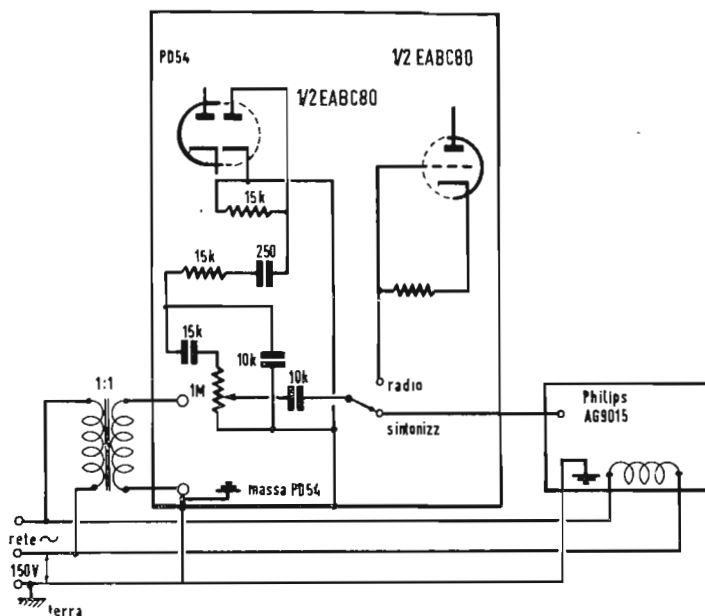 PD54
1/2 EABC80
1/2 EABC80
15k
15k
250
15k
10k
1M
10k
1:1
radio
sintonizz
Philips
AG9015
massa PD54
rete ~
150V
terra